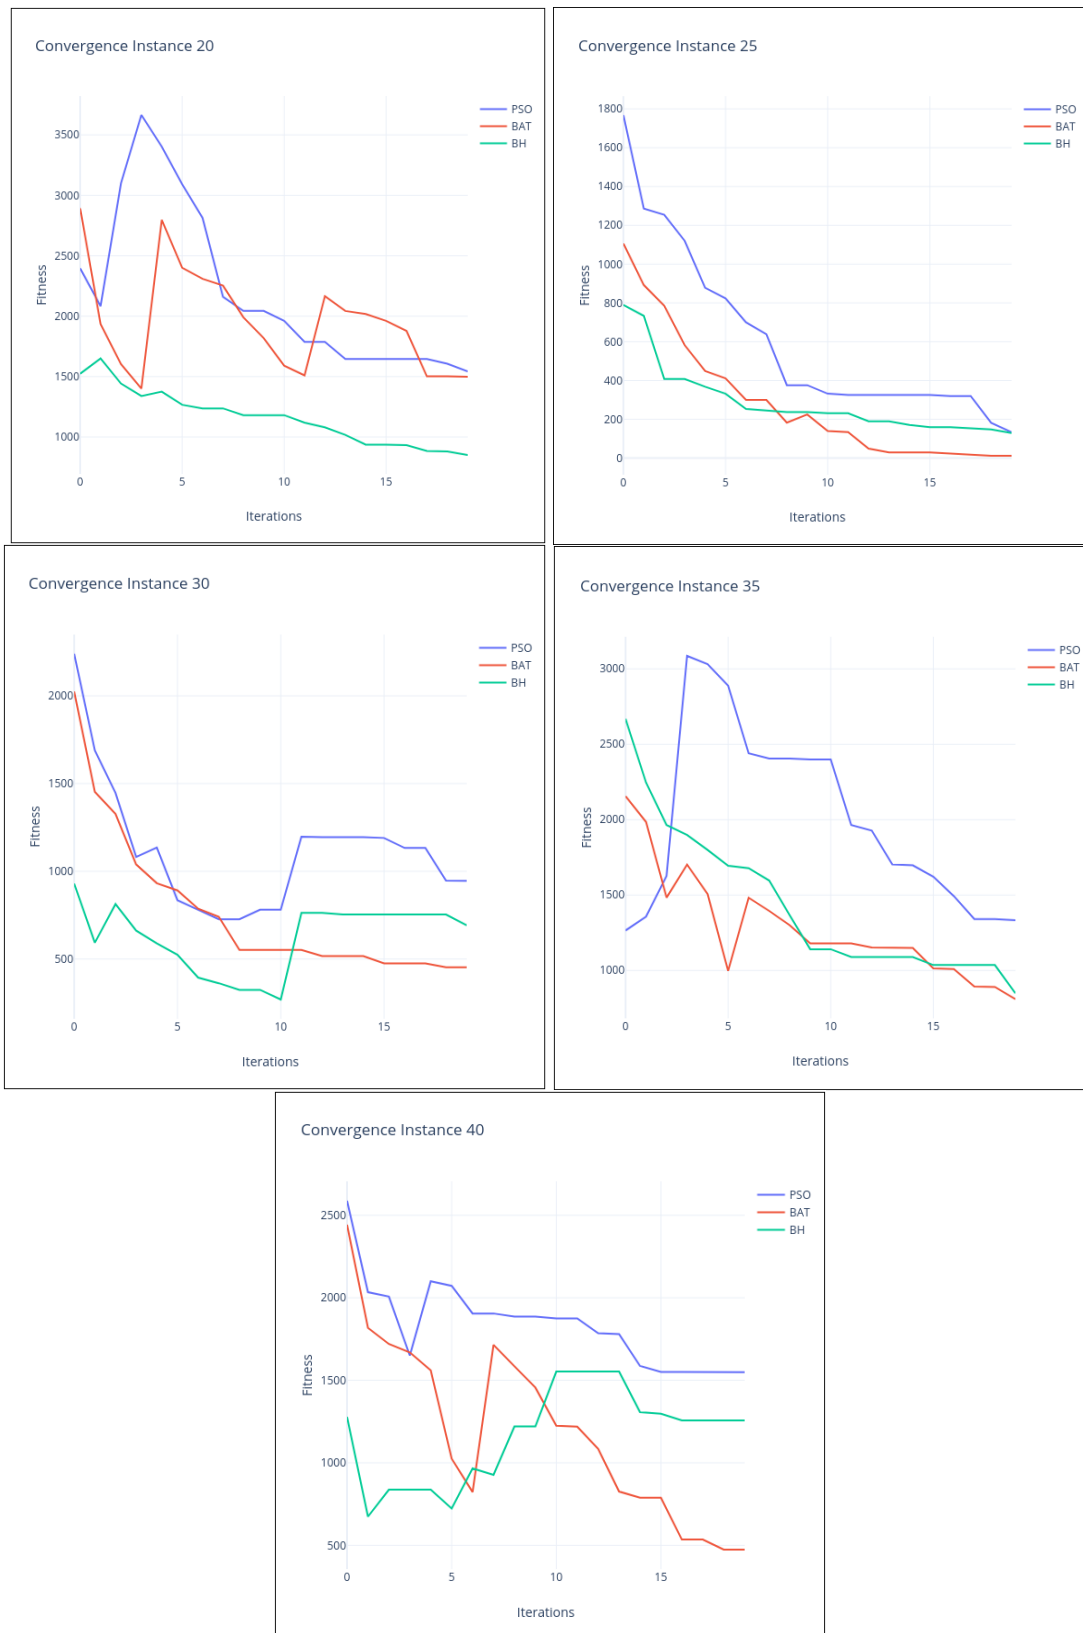 Convergence Instance 20
PSO
BAT
BH
3500
3000
2500
2000
1500
1000
Fitness
0 5 10 15
Iterations
Convergence Instance 25
PSO
BAT
BH
1800
1600
1400
1200
1000
800
600
400
200
0
Fitness
0 5 10 15
Iterations
Convergence Instance 30
PSO
BAT
BH
2000
1500
1000
500
Fitness
0 5 10 15
Iterations
Convergence Instance 35
PSO
BAT
BH
3000
2500
2000
1500
1000
Fitness
0 5 10 15
Iterations
Convergence Instance 40
PSO
BAT
BH
2500
2000
1500
1000
500
Fitness
0 5 10 15
Iterations